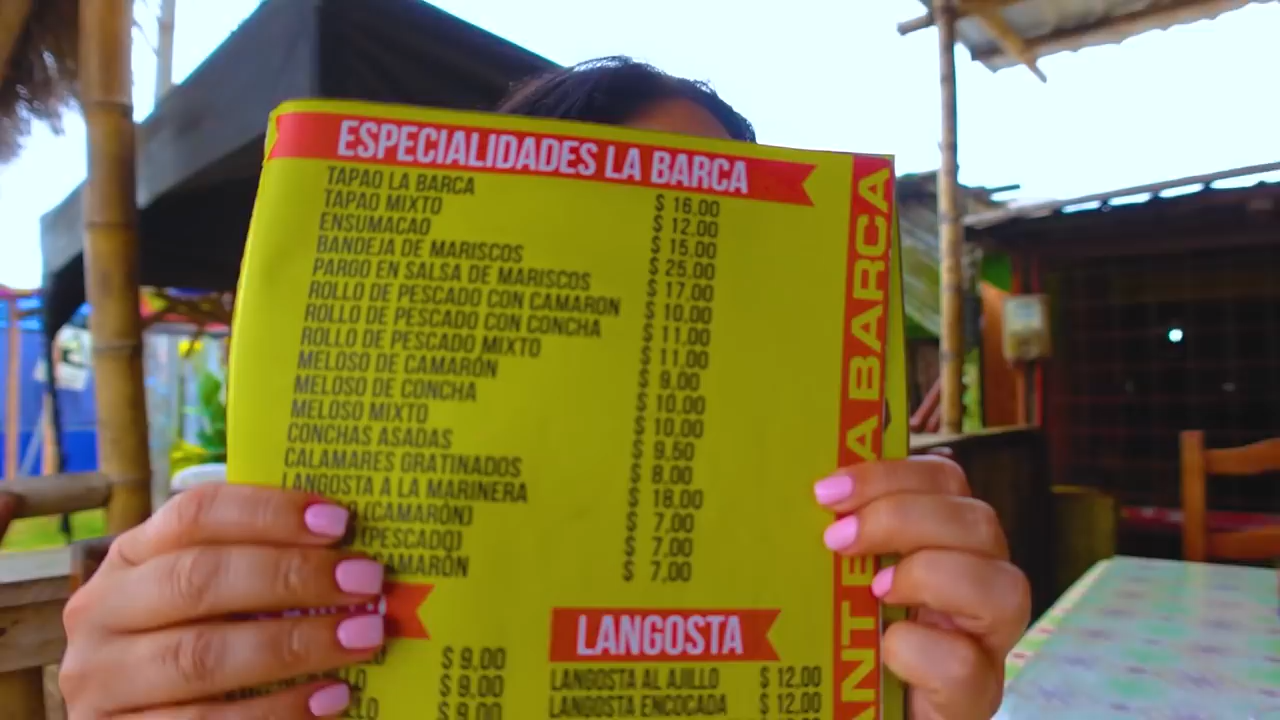 ESPECIALIDADES LA BARCA
TAPAO LA BARCA $ 16,00
TAPAO MIXTO $ 12,00
ENSUMACAO $ 15,00
BANDEJA DE MARISCOS $ 25,00
PARGO EN SALSA DE MARISCOS $ 17,00
ROLLO DE PESCADO CON CAMARON $ 10,00
ROLLO DE PESCADO CON CONCHA $ 11,00
ROLLO DE PESCADO MIXTO $ 11,00
MELOSO DE CAMARÓN $ 9,00
MELOSO DE CONCHA $ 10,00
MELOSO MIXTO $ 10,00
CONCHAS ASADAS $ 9,50
CALAMARES GRATINADOS $ 8,00
LANGOSTA A LA MARINERA $ 18,00
(CAMARÓN) $ 7,00
(PESCADO) $ 7,00
CAMARÓN $ 7,00
$ 9,00
$ 9,00
$ 9,00
LANGOSTA
LANGOSTA AL AJILLO $ 12,00
LANGOSTA ENCOCADA $ 12,00
BARCA